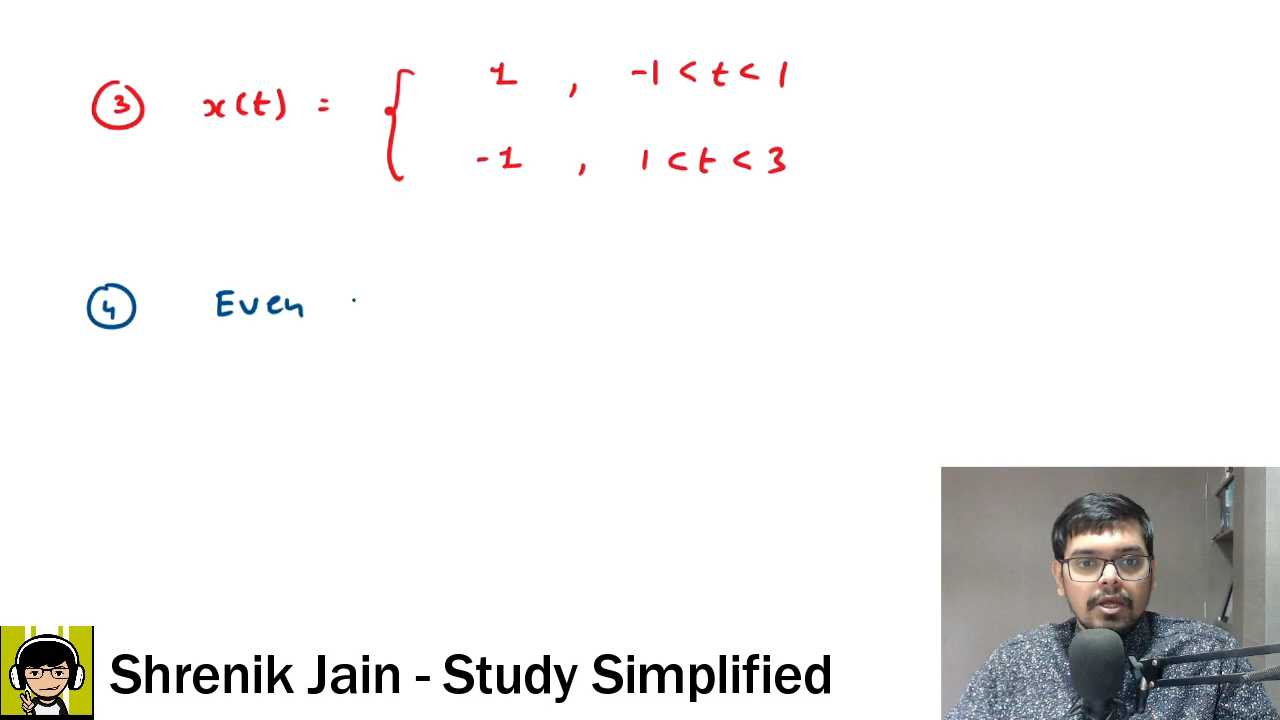 ③ x(t) = { 1 , -1 < t < 1
-1 , 1 < t < 3
④ Even
Shrenik Jain - Study Simplified